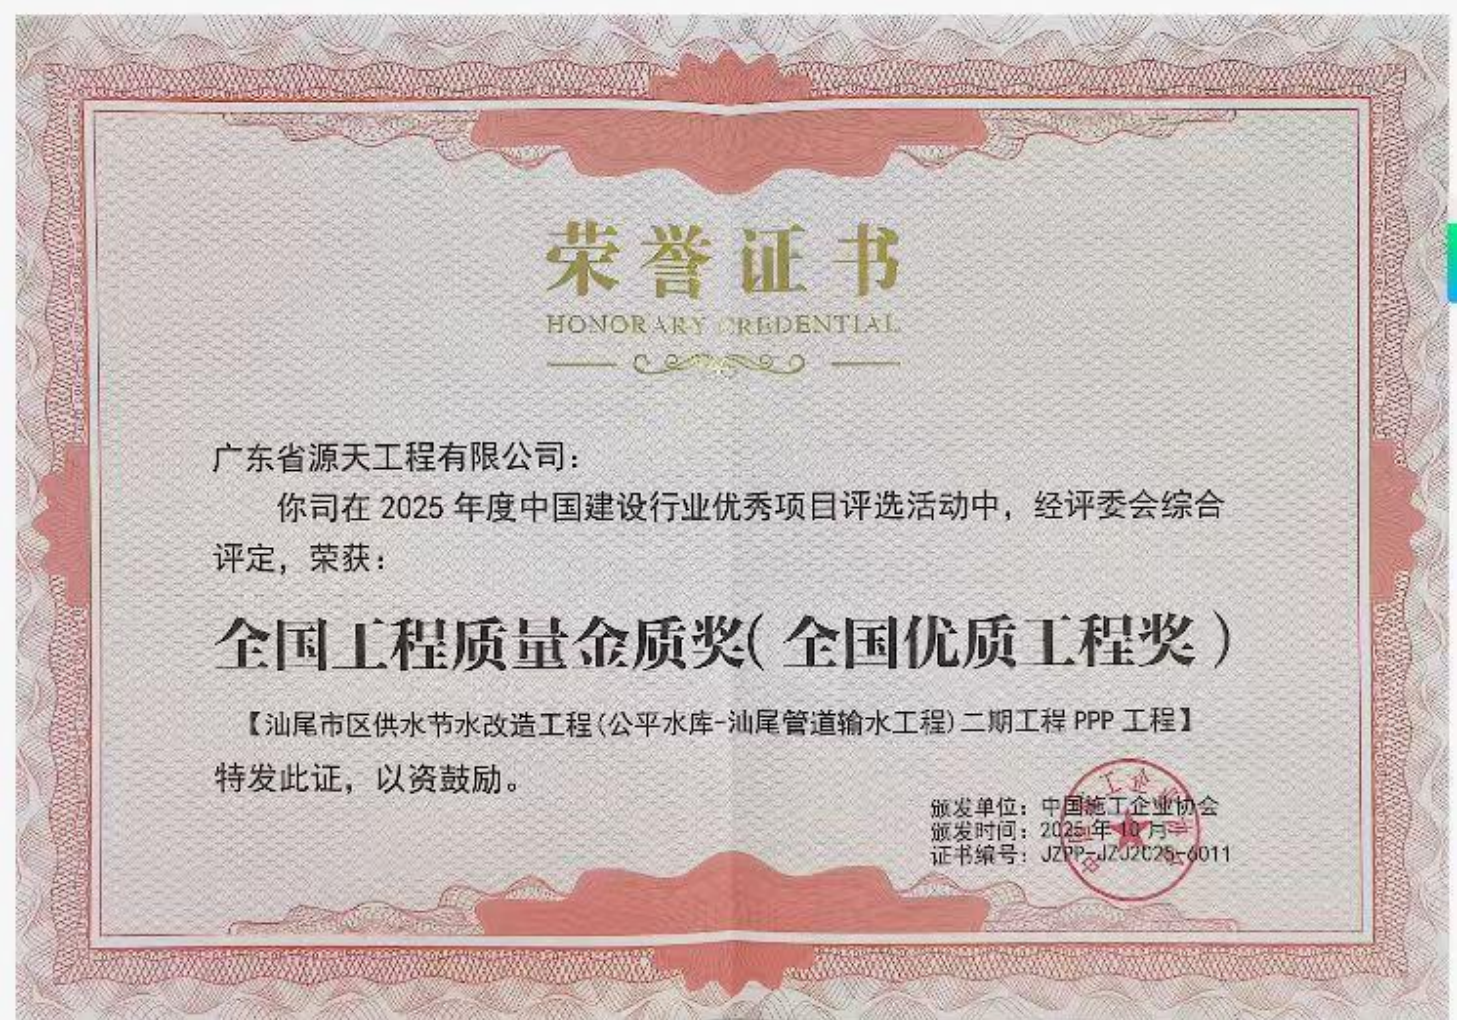 荣誉证书
HONORARY CREDENTIAL
广东省源天工程有限公司：
你司在 2025 年度中国建设行业优秀项目评选活动中，经评委会综合
评定，荣获：
全国工程质量金质奖（全国优质工程奖）
【汕尾市区供水节水改造工程(公平水库-汕尾管道输水工程)二期工程 PPP 工程】
特发此证，以资鼓励。
颁发单位：中国施工企业协会
颁发时间：2025 年 10 月
证书编号：JZPP-JZJ2025-6011